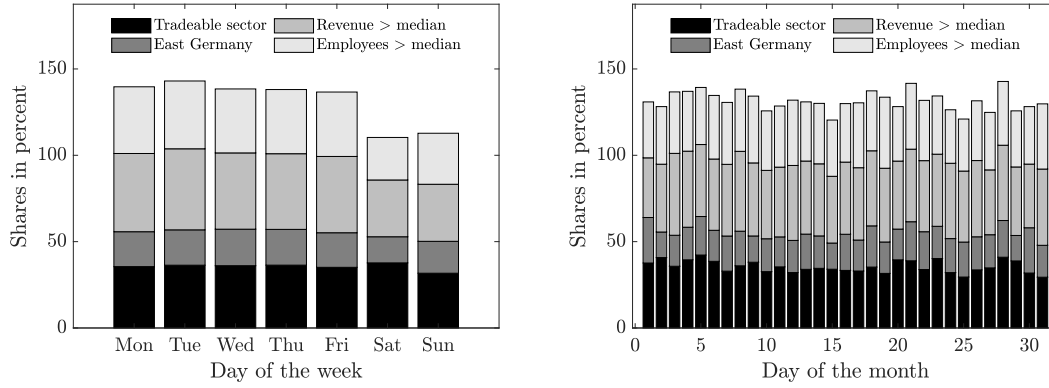 Tradeable sector
Revenue > median
East Germany
Employees > median
150
100
50
0
Shares in percent
Mon Tue Wed Thu Fri Sat Sun
Day of the week
Tradeable sector
Revenue > median
East Germany
Employees > median
150
100
50
0
Shares in percent
0 5 10 15 20 25 30
Day of the month